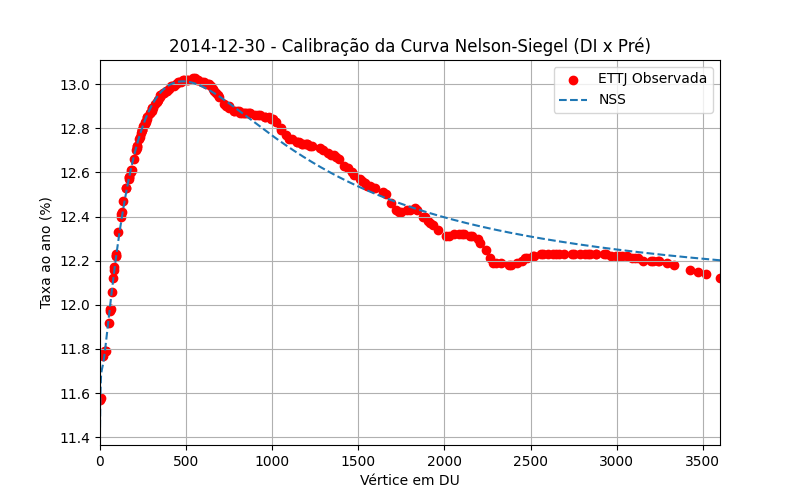 2014-12-30 - Calibração da Curva Nelson-Siegel (DI x Pré)
ETTJ Observada
NSS
Taxa ao ano (%)
13.0
12.8
12.6
12.4
12.2
12.0
11.8
11.6
11.4
0 500 1000 1500 2000 2500 3000 3500
Vértice em DU